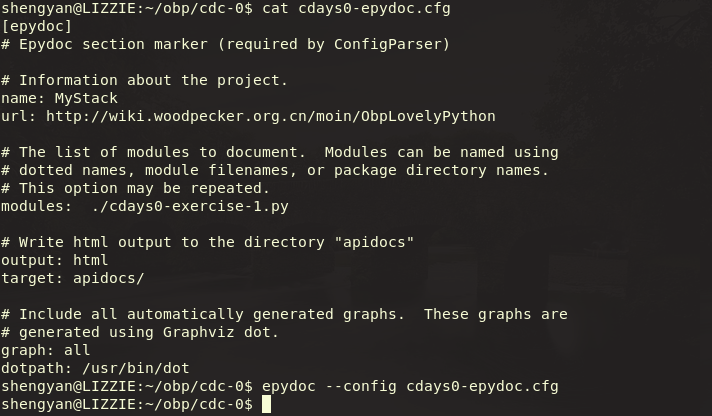 shengyan@LIZZIE:~/obp/cdc-0$ cat cdays0-epydoc.cfg
[epydoc]
# Epydoc section marker (required by ConfigParser)
# Information about the project.
name: MyStack
url: http://wiki.woodpecker.org.cn/moin/ObpLovelyPython
# The list of modules to document.  Modules can be named using
# dotted names, module filenames, or package directory names.
# This option may be repeated.
modules:  ./cdays0-exercise-1.py
# Write html output to the directory "apidocs"
output: html
target: apidocs/
# Include all automatically generated graphs.  These graphs are
# generated using Graphviz dot.
graph: all
dotpath: /usr/bin/dot
shengyan@LIZZIE:~/obp/cdc-0$ epydoc --config cdays0-epydoc.cfg
shengyan@LIZZIE:~/obp/cdc-0$